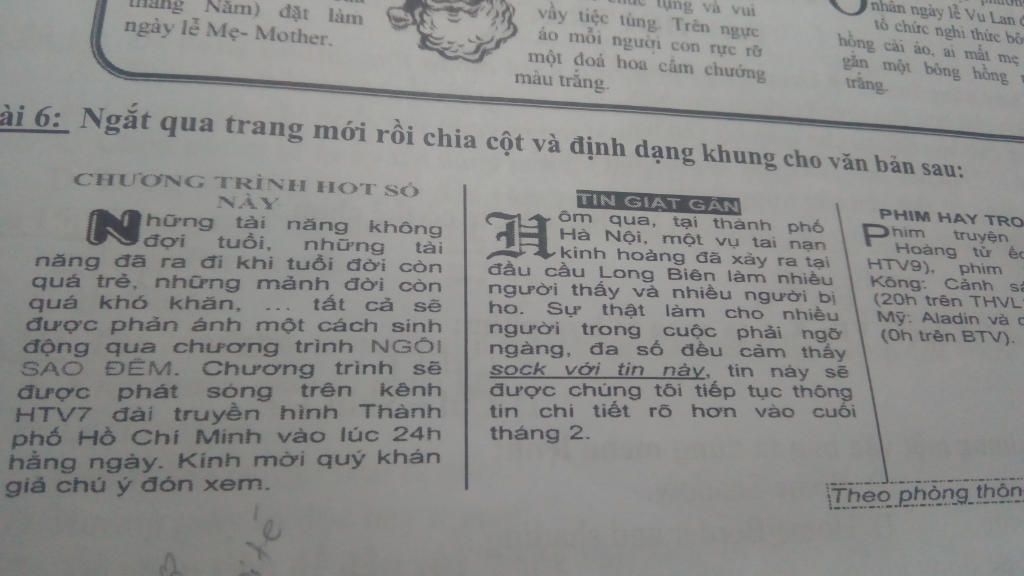 tháng Năm) đặt làm
ngày lễ Mẹ- Mother.
tụng và vui
vầy tiệc tùng. Trên ngực
áo mỗi người con rực rỡ
một đoá hoa cẩm chướng
màu trắng.
nhân ngày lễ Vu Lan
tổ chức nghi thức
hồng cài áo, ai mất mẹ
gắn một bông hồng
trắng.
ài 6: Ngắt qua trang mới rồi chia cột và định dạng khung cho văn bản sau:
CHƯƠNG TRÌNH HOT SỐ
NÀY
Những tài năng không
đợi tuổi, những tài
năng đã ra đi khi tuổi đời còn
quá trẻ, những mảnh đời còn
quá khó khăn, ... tất cả sẽ
được phản ánh một cách sinh
động qua chương trình NGÔI
SAO ĐÊM. Chương trình sẽ
được phát sóng trên kênh
HTV7 đài truyền hình Thành
phố Hồ Chí Minh vào lúc 24h
hằng ngày. Kính mời quý khán
giả chú ý đón xem.
TIN GIẬT GÂN
Hôm qua, tại thành phố
Hà Nội, một vụ tai nạn
kinh hoàng đã xảy ra tại
đầu cầu Long Biên làm nhiều
người thấy và nhiều người bị
ho. Sự thật làm cho nhiều
người trong cuộc phải ngỡ
ngàng, đa số đều cảm thấy
sock với tin này, tin này sẽ
được chúng tôi tiếp tục thông
tin chi tiết rõ hơn vào cuối
tháng 2.
PHIM HAY TRO
Phim truyện
Hoàng tử ế
HTV9), phim
Kông: Cảnh s
(20h trên THVL
Mỹ: Aladin và c
(0h trên BTV).
Theo phòng thôn